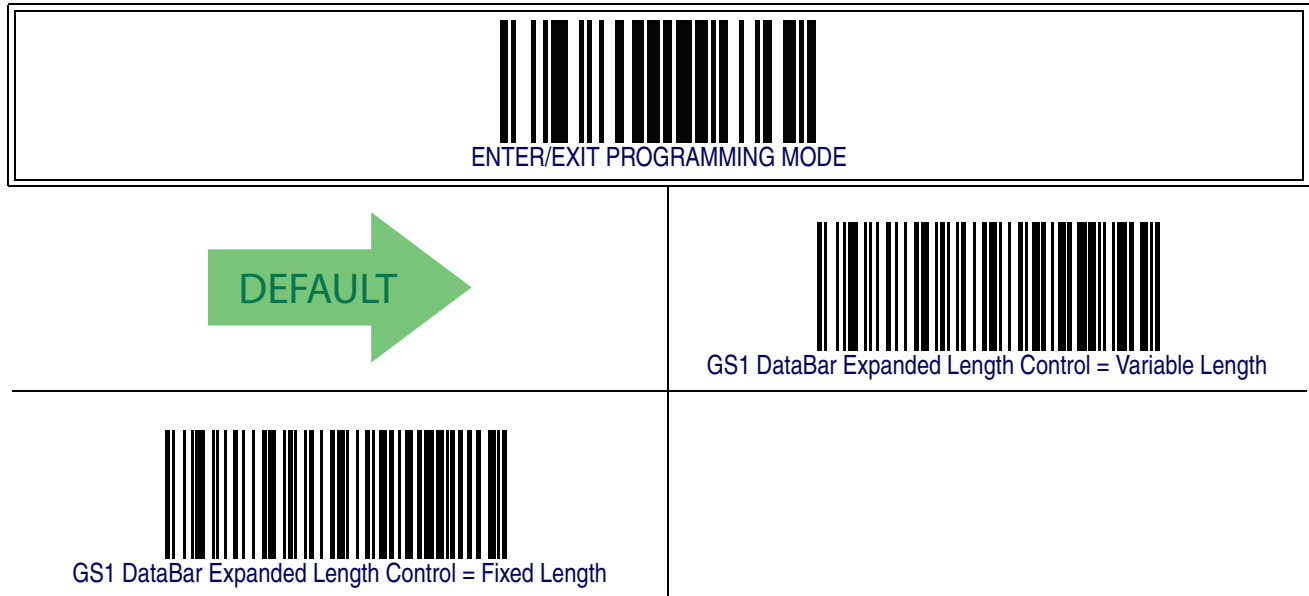 ENTER/EXIT PROGRAMMING MODE
DEFAULT
GS1 DataBar Expanded Length Control = Variable Length
GS1 DataBar Expanded Length Control = Fixed Length